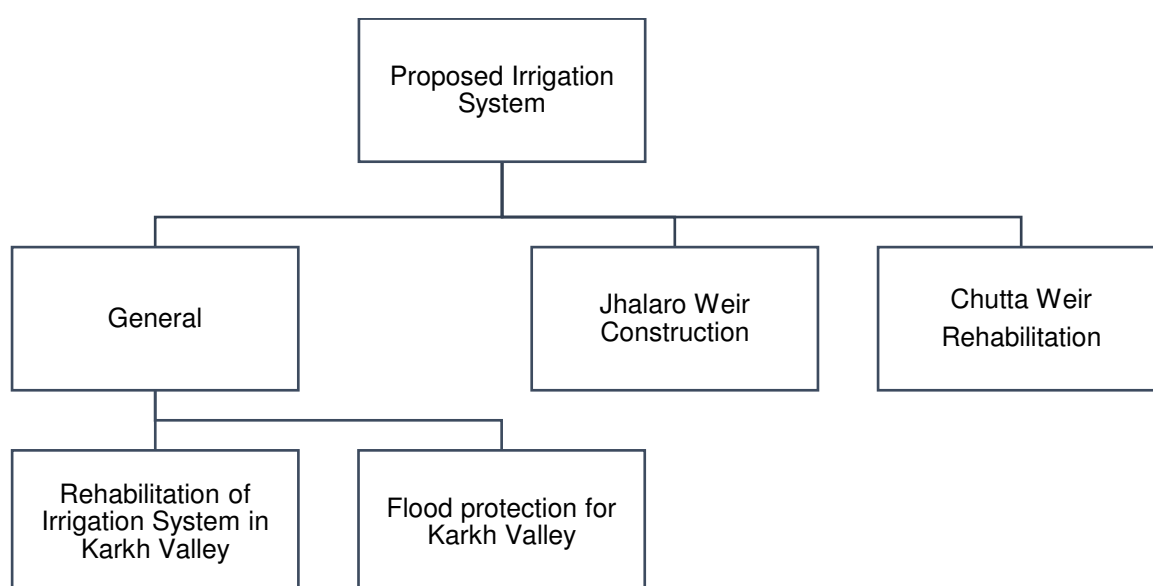 Proposed Irrigation
System
General
Jhalaro Weir
Construction
Chutta Weir
Rehabilitation
Rehabilitation of
Irrigation System in
Karkh Valley
Flood protection for
Karkh Valley